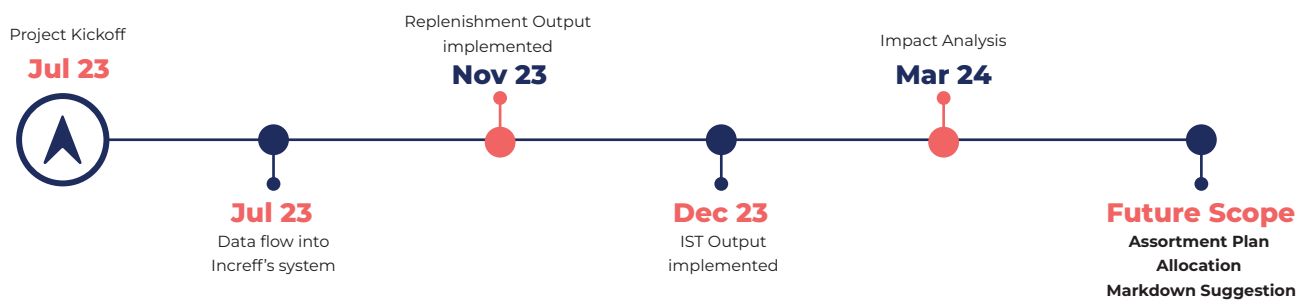 Project Kickoff
Jul 23
Data flow into
Increff's system
Jul 23
Replenishment Output
implemented
Nov 23
Dec 23
IST Output
implemented
Impact Analysis
Mar 24
Future Scope
Assortment Plan
Allocation
Markdown Suggestion